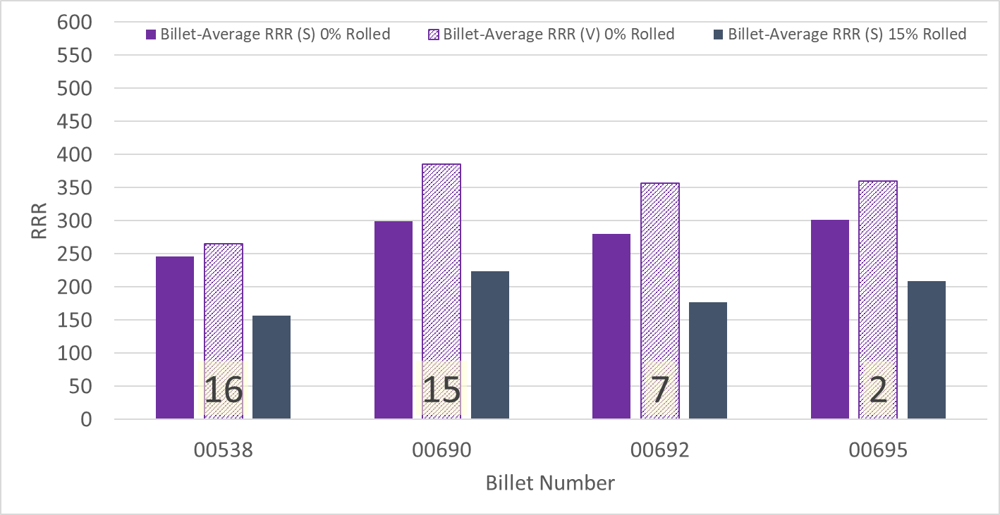 600
Billet-Average RRR (S) 0% Rolled Billet-Average RRR (V) 0% Rolled Billet-Average RRR (S) 15% Rolled
550
500
450
400
350
300
250
200
150
100
50
0
RRR
16 15 7 2
00538 00690 00692 00695
Billet Number